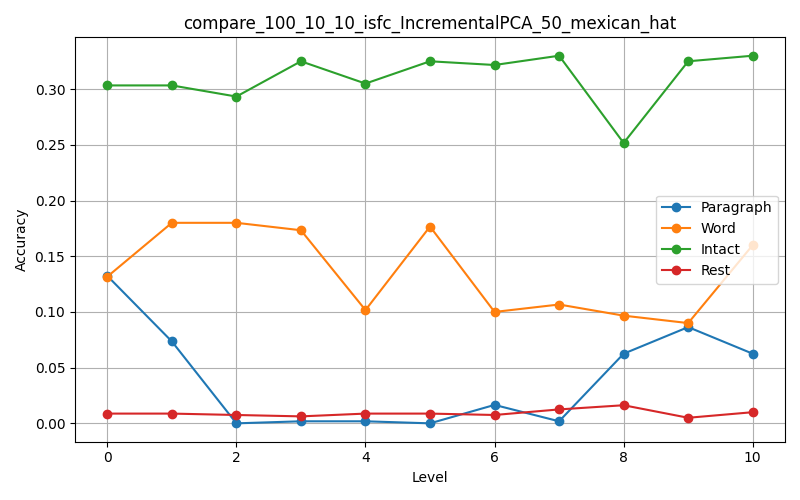 compare_100_10_10_isfc_IncrementalPCA_50_mexican_hat
Accuracy
0.30
0.25
0.20
0.15
0.10
0.05
0.00
Paragraph
Word
Intact
Rest
0 2 4 6 8 10
Level